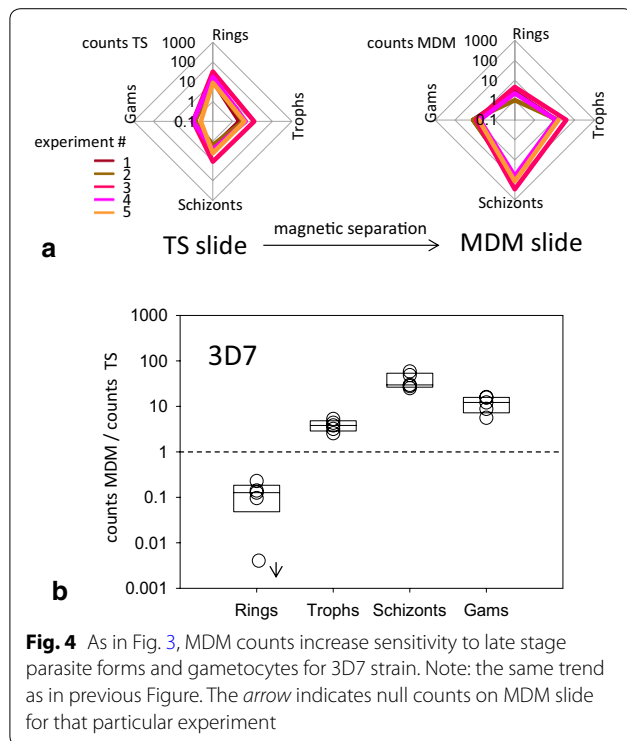 counts TS
1000
100
10
1
0.1
Rings
Trophs
Schizonts
Gams
experiment #
1
2
3
4
5
counts MDM
1000
100
10
1
0.1
Rings
Trophs
Schizonts
Gams
a
TS slide
magnetic separation
MDM slide
3D7
counts MDM / counts TS
1000
100
10
1
0.1
0.01
0.001
Rings Trophs Schizonts Gams
b
Fig. 4 As in Fig. 3, MDM counts increase sensitivity to late stage
parasite forms and gametocytes for 3D7 strain. Note: the same trend
as in previous Figure. The arrow indicates null counts on MDM slide
for that particular experiment